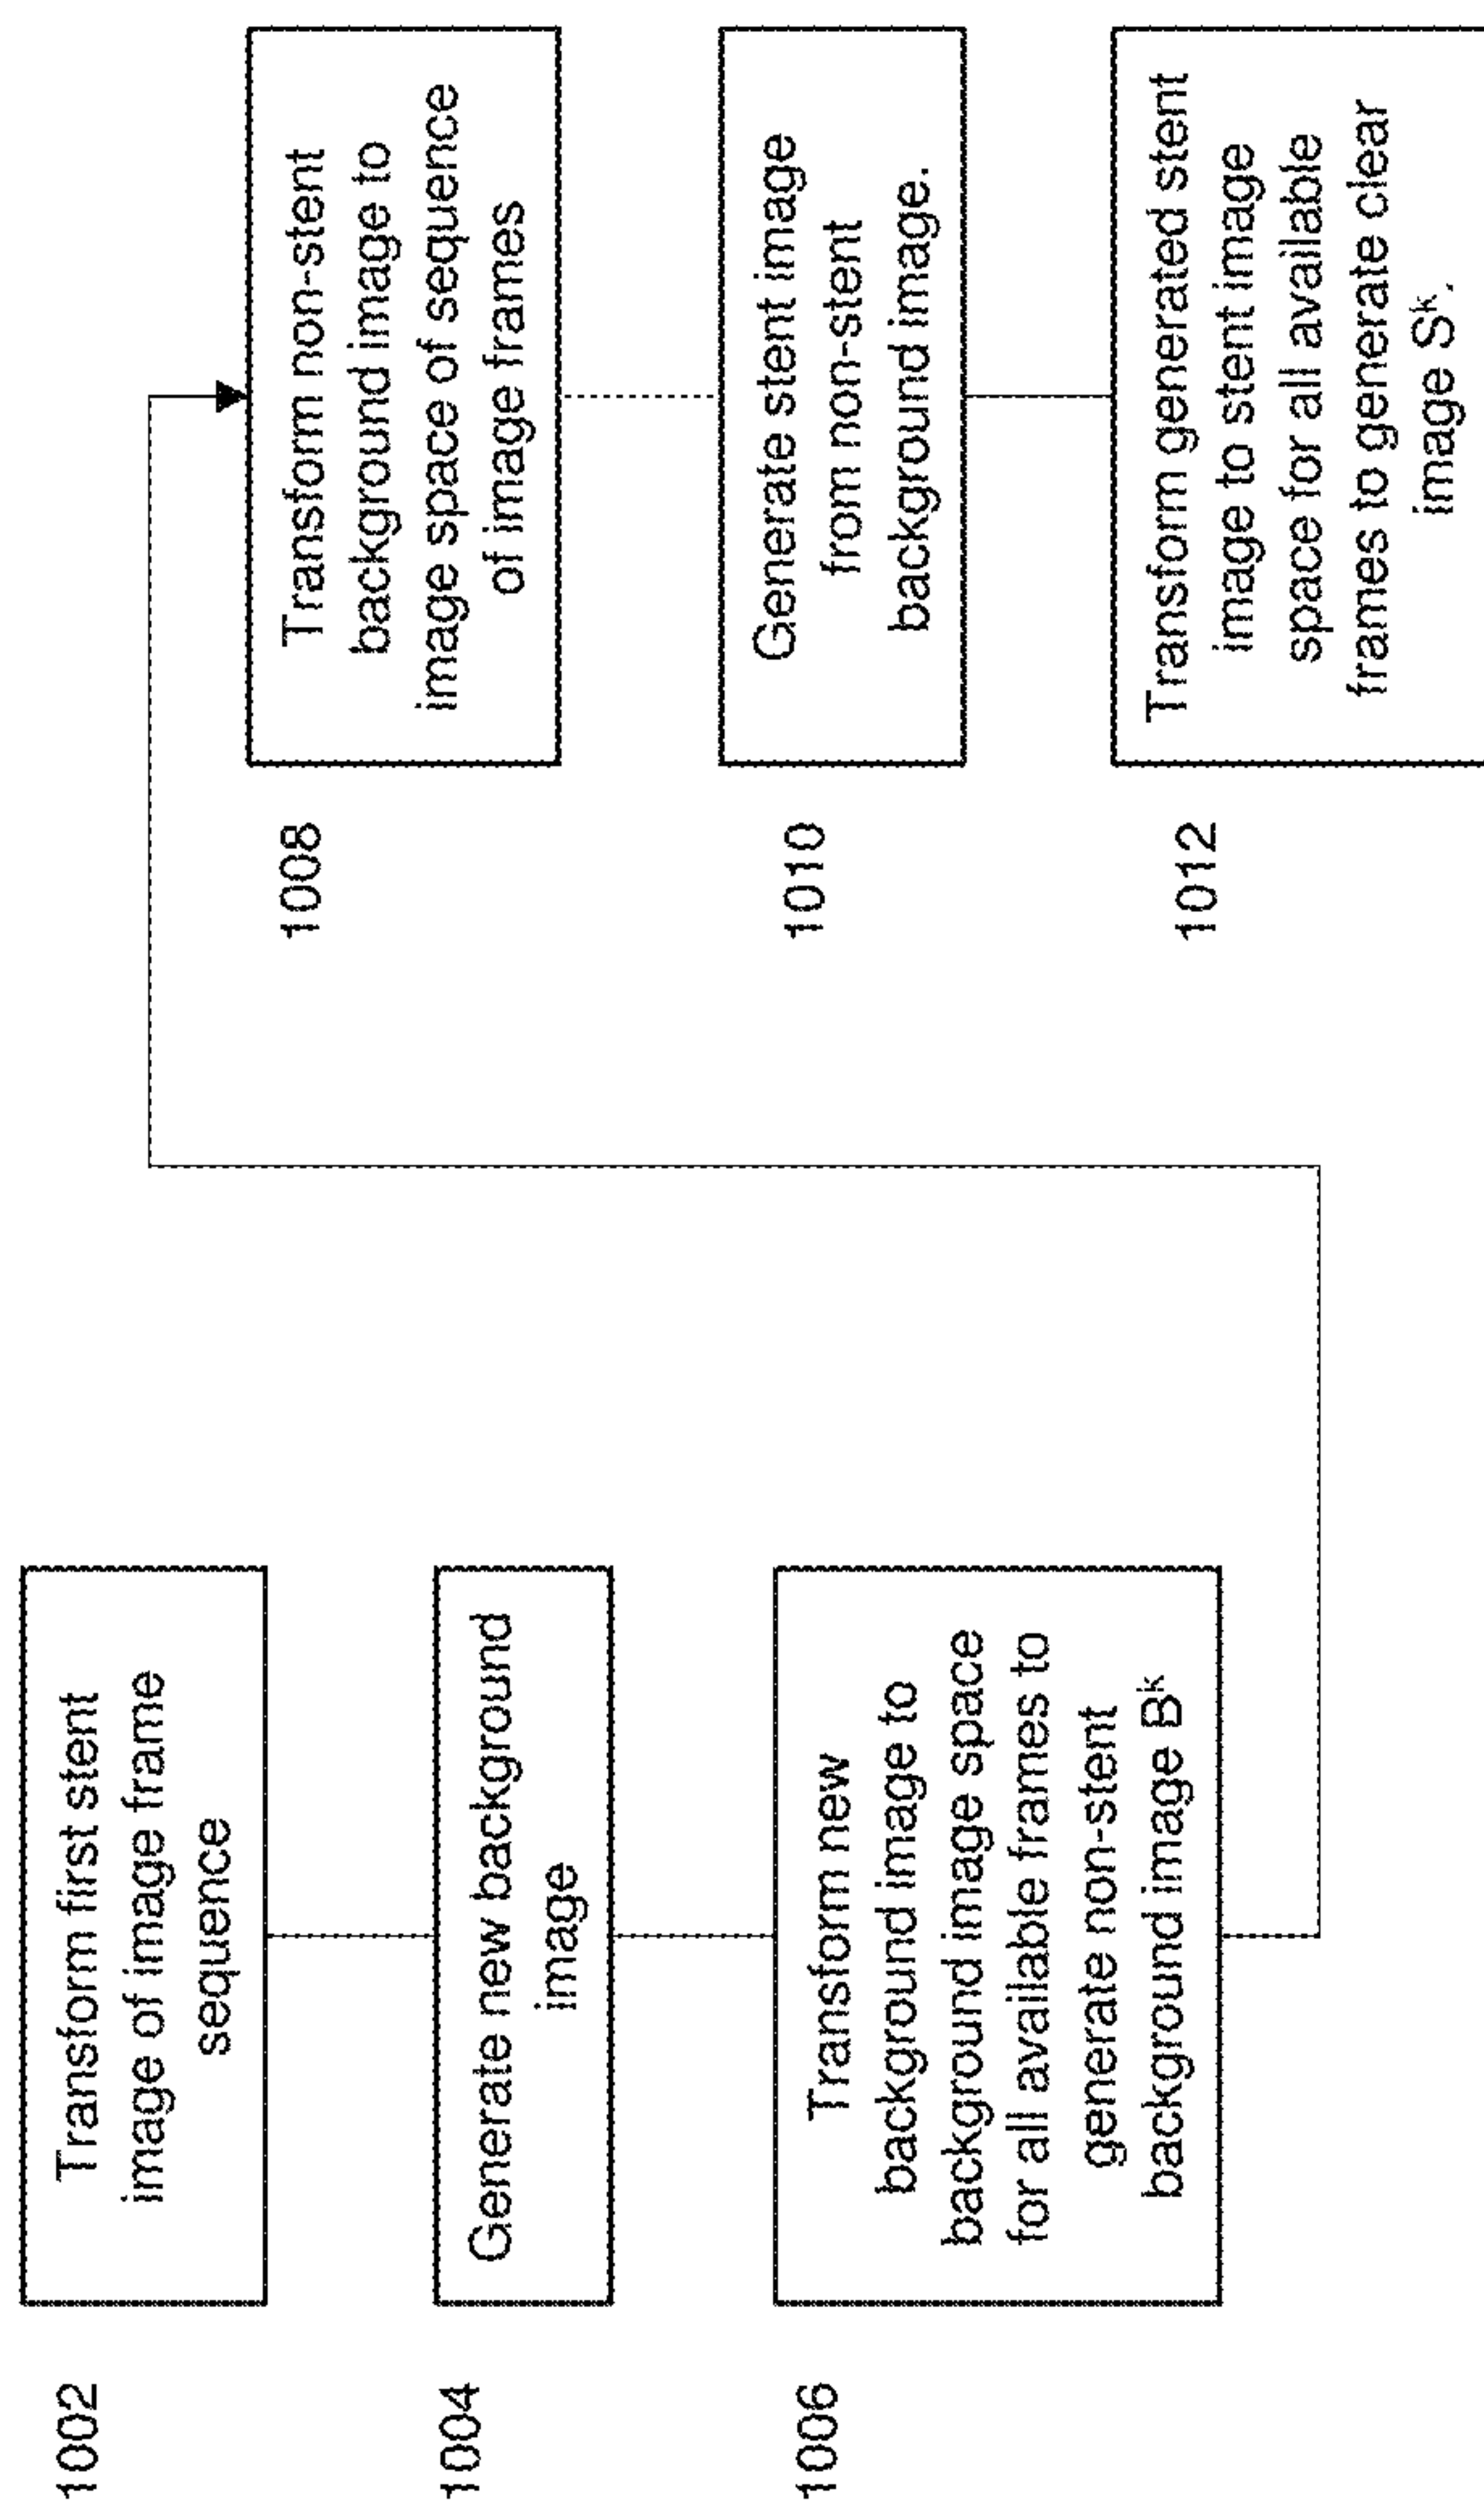 1002
Transform first stent
image of image frame
sequence
1004
Generate new background
image
1006
Transform new
background image to
background image space
for all available frames to
generate non-stent
background image Bᵏ
1008
Transform non-stent
background image to
image space of sequence
of image frames
1010
Generate stent image
from non-stent
background image.
1012
Transform generated stent
image to stent image
space for all available
frames to generate clear
image Sᵏ.